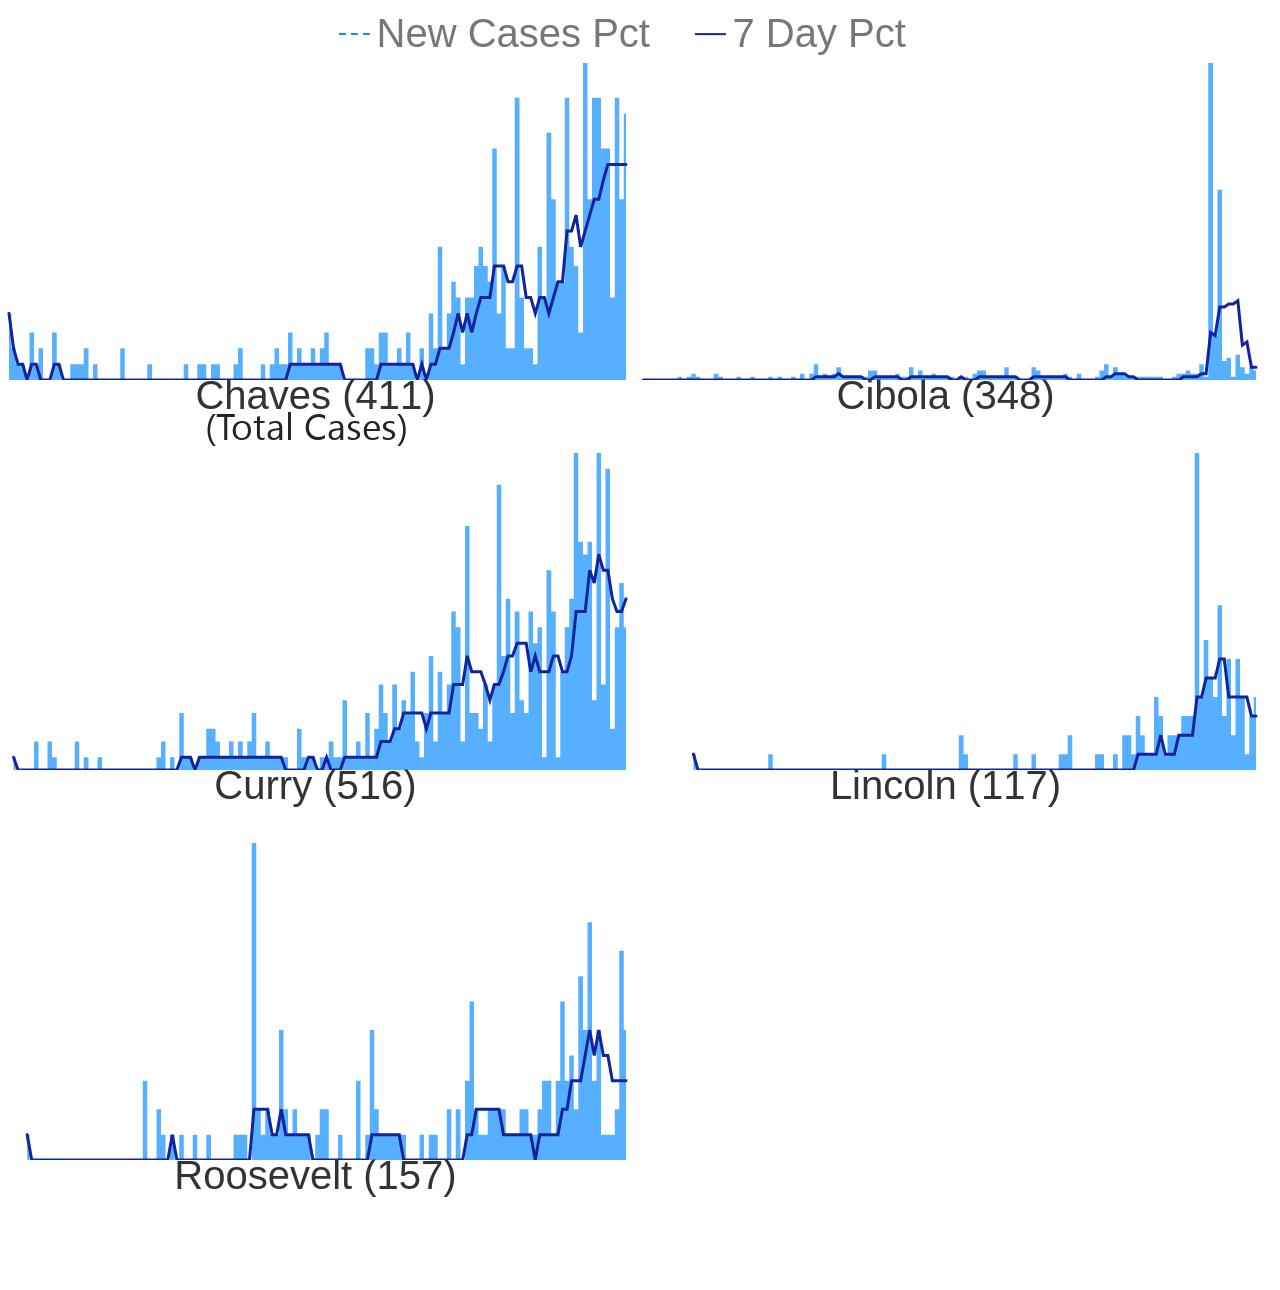 New Cases Pct 7 Day Pct
Chaves (411) Cibola (348)
(Total Cases)
Curry (516) Lincoln (117)
Roosevelt (157)